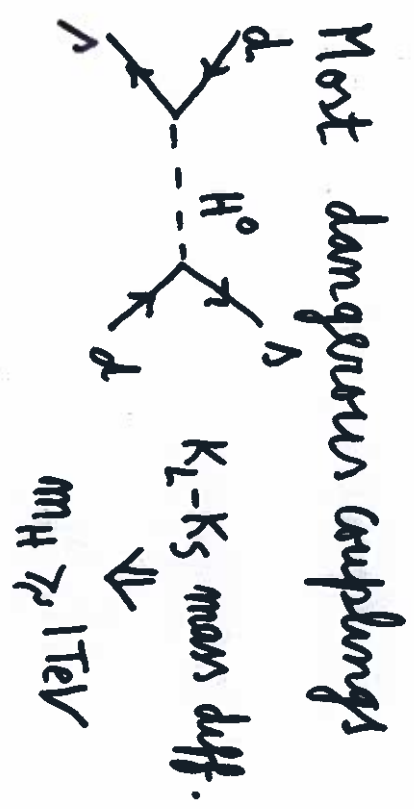 Most dangerous couplings
d s
H⁰
s d
K_L-K_S mass diff.
⇓
m_H ≳ 1TeV